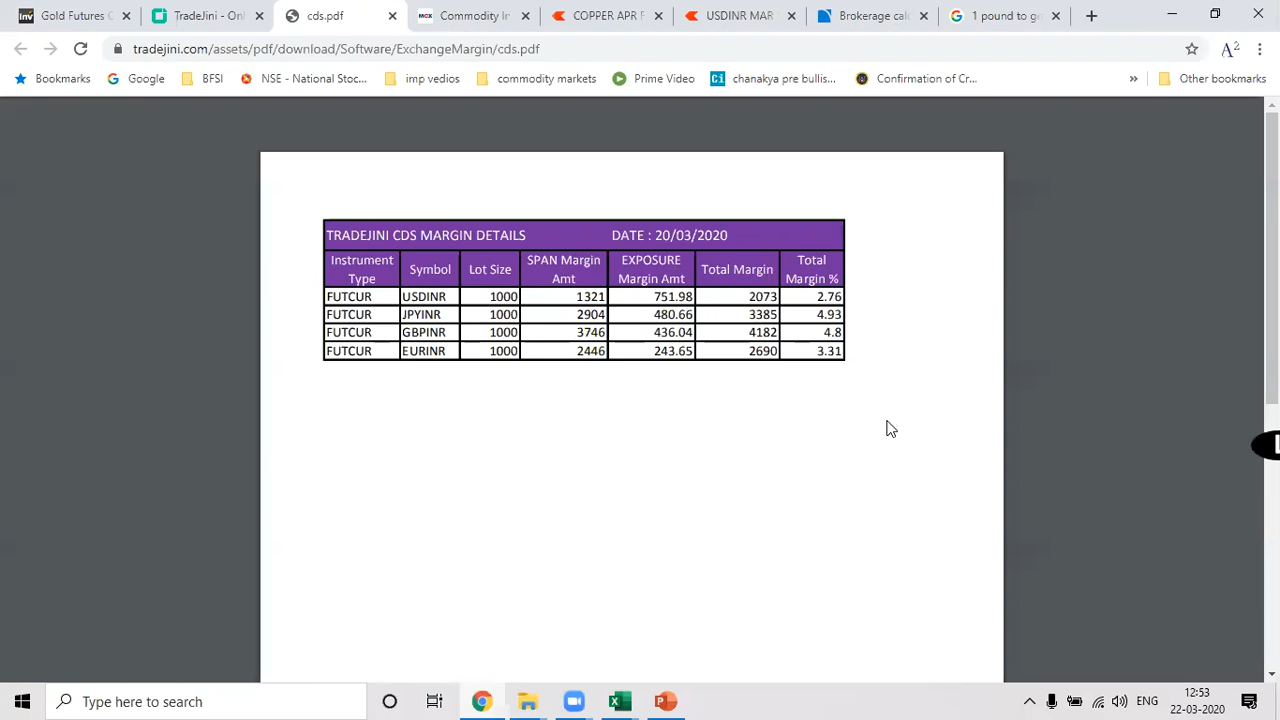 Gold Futures C
TradeJini - Onl
cds.pdf
Commodity In
COPPER APR F
USDINR MAR
Brokerage calc
1 pound to gr
tradejini.com/assets/pdf/download/Software/ExchangeMargin/cds.pdf
Bookmarks
Google
BFSI
NSE - National Stoc...
imp vedios
commodity markets
Prime Video
chanakya pre bullis...
Confirmation of Cr...
»
Other bookmarks
TRADEJINI CDS MARGIN DETAILS DATE : 20/03/2020
Instrument Type Symbol Lot Size SPAN Margin Amt EXPOSURE Margin Amt Total Margin Total Margin %
FUTCUR USDINR 1000 1321 751.98 2073 2.76
FUTCUR JPYINR 1000 2904 480.66 3385 4.93
FUTCUR GBPINR 1000 3746 436.04 4182 4.8
FUTCUR EURINR 1000 2446 243.65 2690 3.31
Type here to search
ENG
12:53
22-03-2020